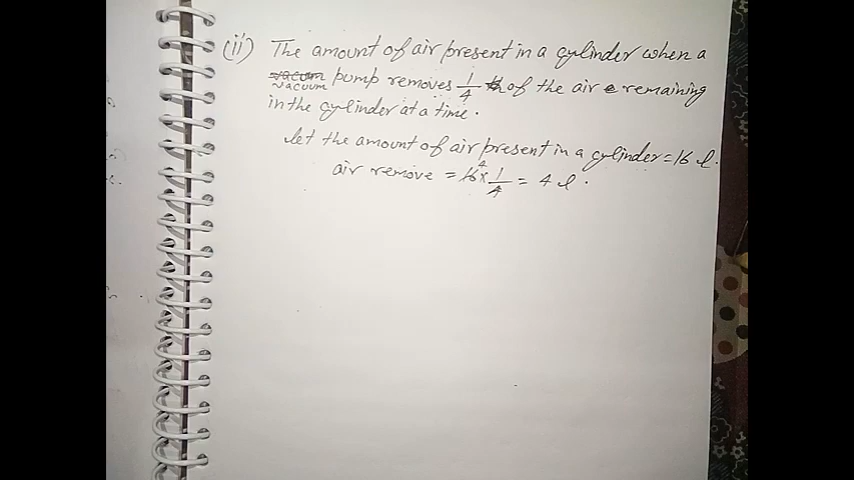 (ii) The amount of air present in a cylinder when a
vacuum pump removes 1/4 th of the air remaining
in the cylinder at a time.
let the amount of air present in a cylinder = 16 l.
air remove = 16 x 1/4 = 4 l.